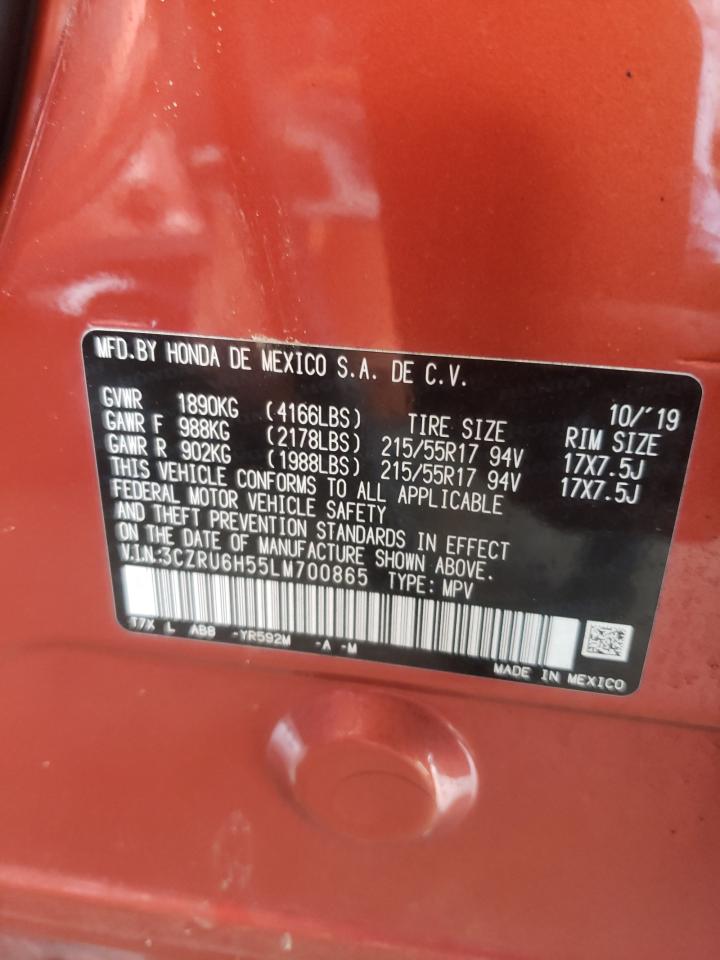 MFD.BY HONDA DE MEXICO S.A. DE C.V.
10/'19
GVWR 1890KG (4166LBS) TIRE SIZE RIM SIZE
GAWR F 988KG (2178LBS) 215/55R17 94V 17X7.5J
GAWR R 902KG (1988LBS) 215/55R17 94V 17X7.5J
THIS VEHICLE CONFORMS TO ALL APPLICABLE
FEDERAL MOTOR VEHICLE SAFETY
AND THEFT PREVENTION STANDARDS IN EFFECT
ON THE DATE OF MANUFACTURE SHOWN ABOVE.
V.I.N:3CZRU6H55LM700865 TYPE: MPV
T7X L ABB -YR592M -A -M
MADE IN MEXICO